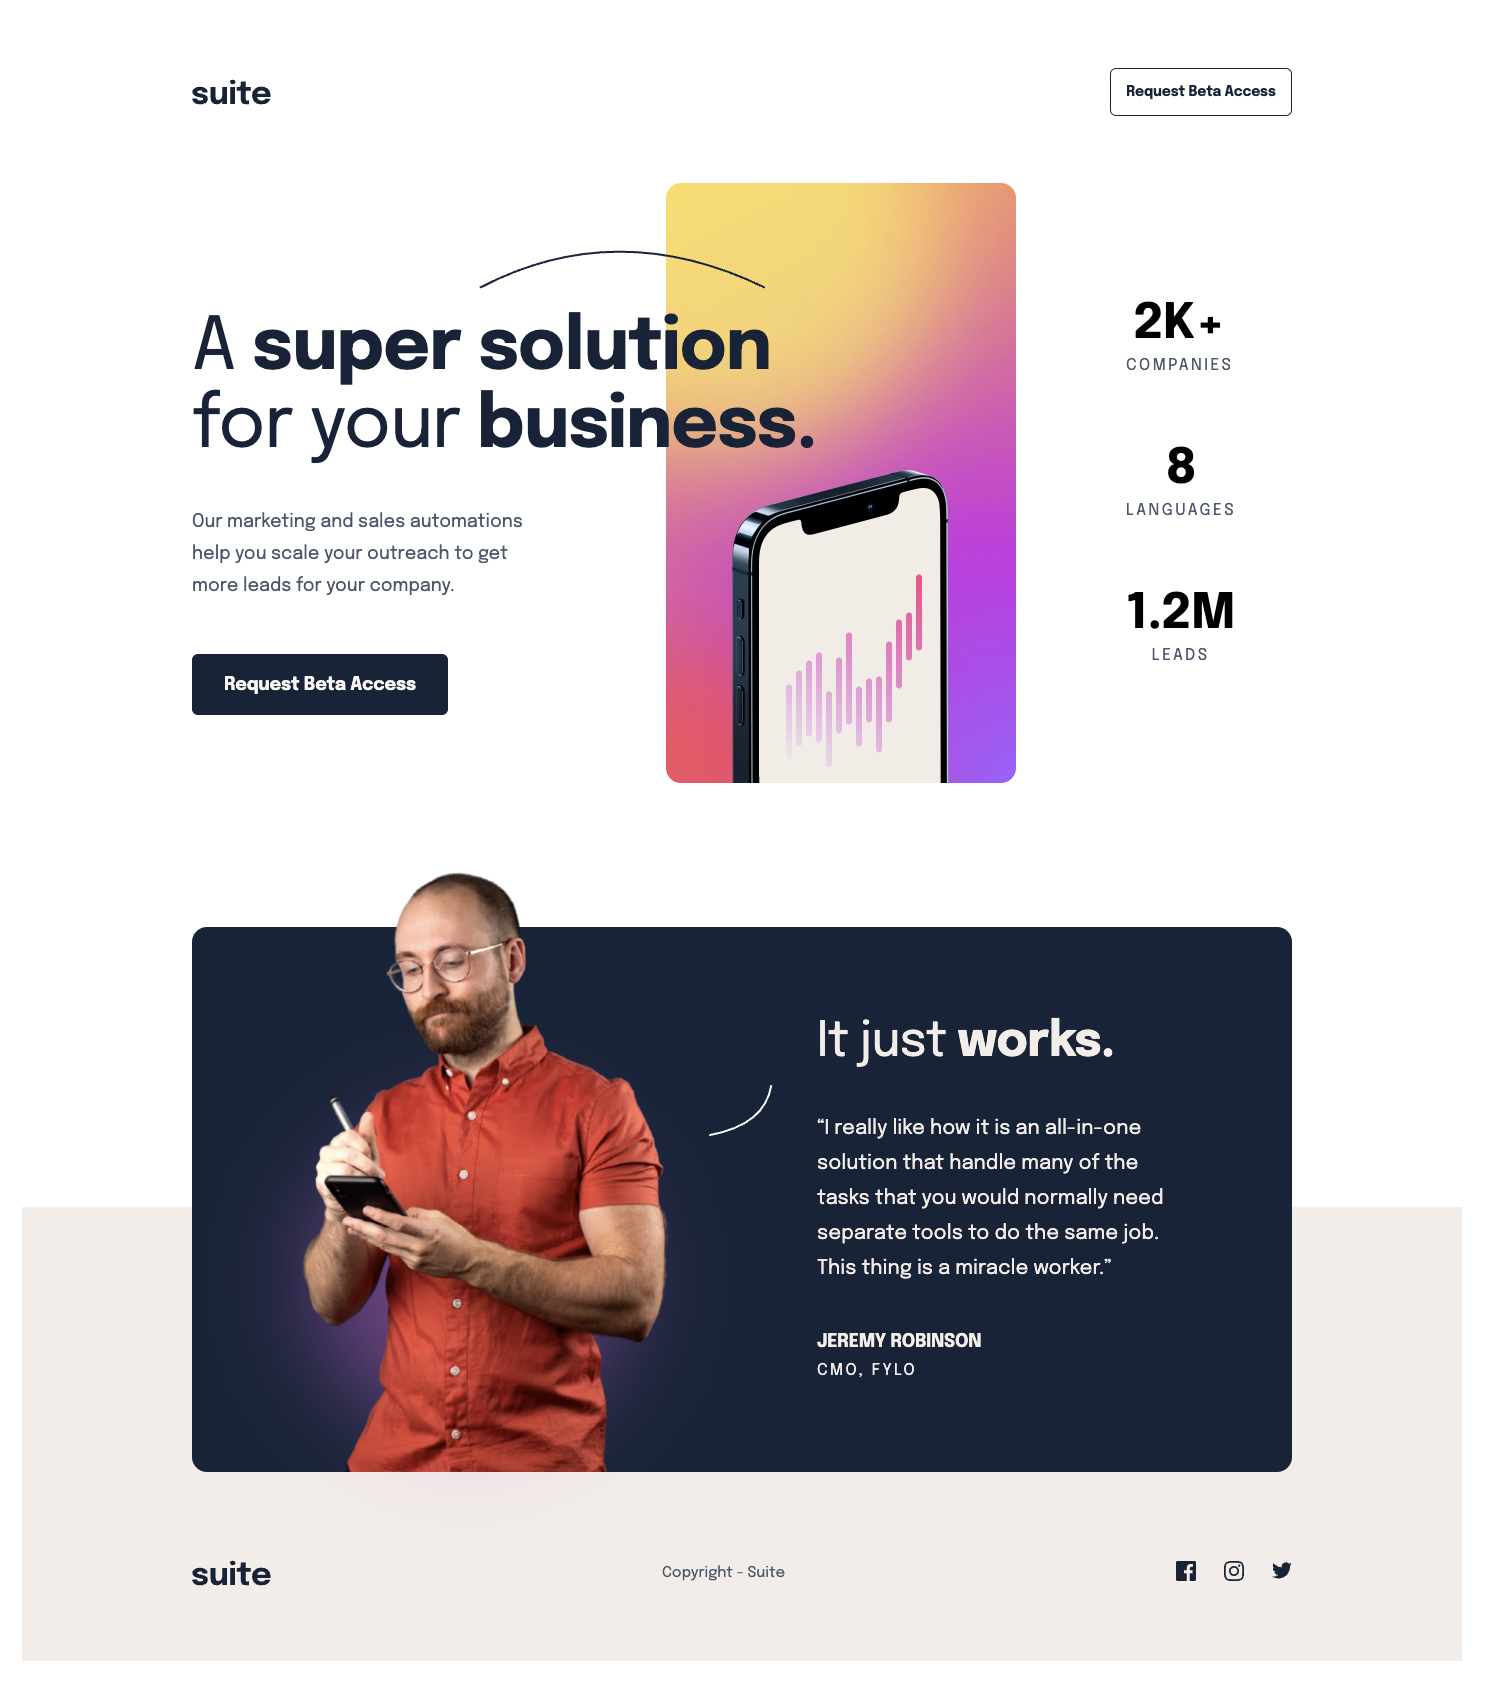 suite
Request Beta Access
A super solution
for your business.
Our marketing and sales automations
help you scale your outreach to get
more leads for your company.
Request Beta Access
2K+
COMPANIES
8
LANGUAGES
1.2M
LEADS
It just works.
“I really like how it is an all-in-one
solution that handle many of the
tasks that you would normally need
separate tools to do the same job.
This thing is a miracle worker.”
JEREMY ROBINSON
CMO, FYLO
suite
Copyright - Suite